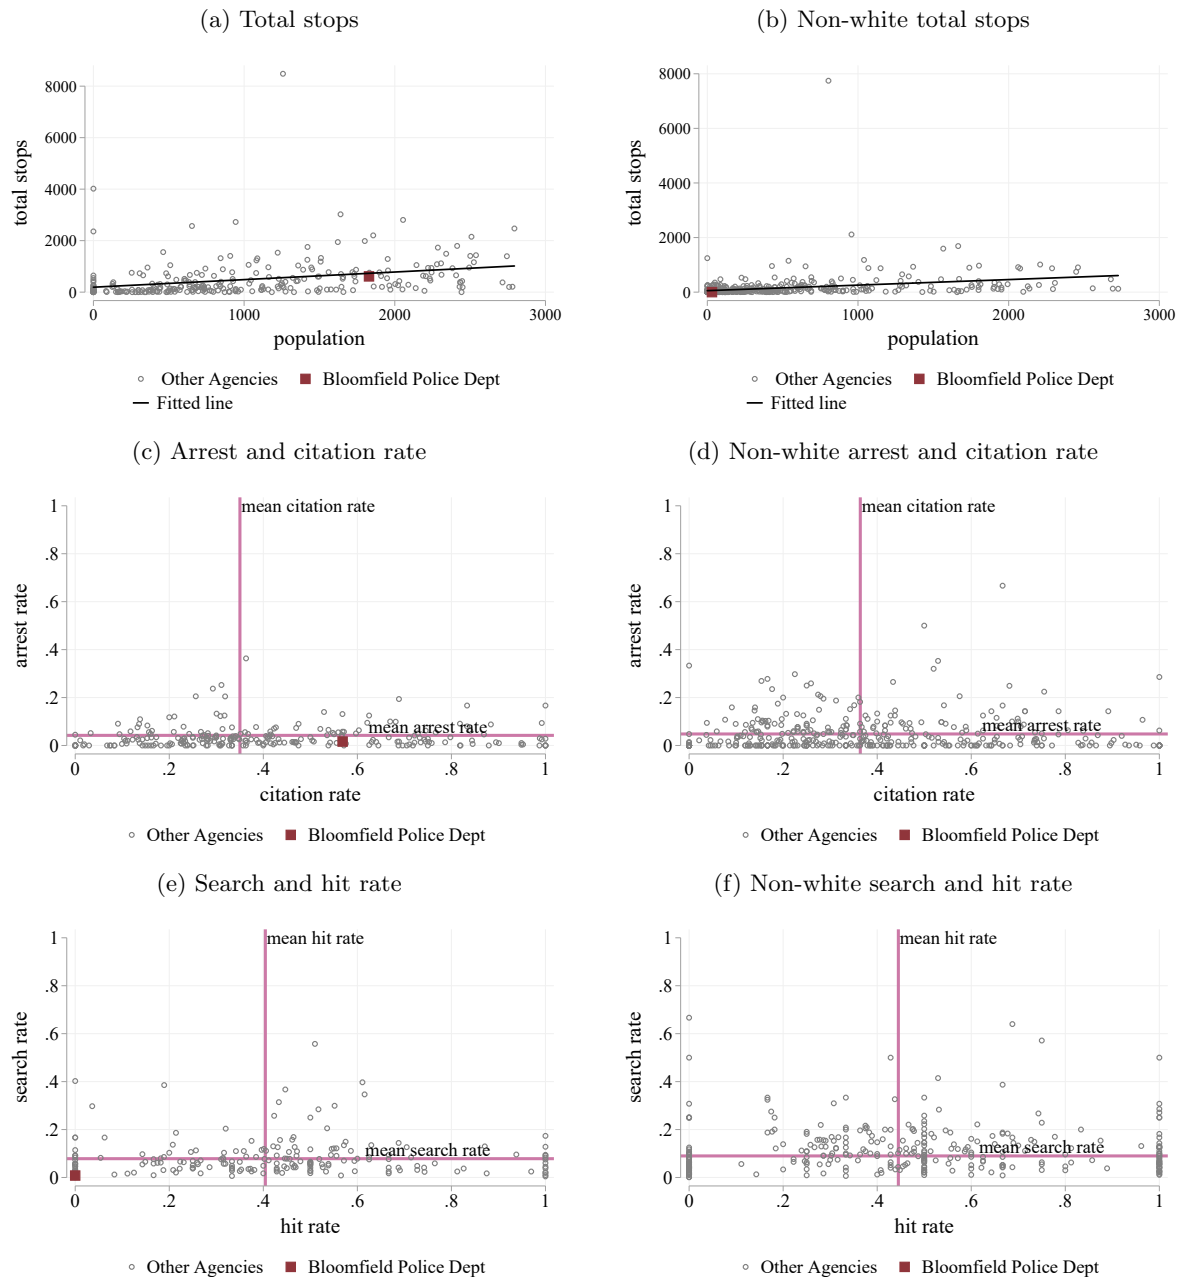 (a) Total stops
(b) Non-white total stops
total stops
8000
6000
4000
2000
0
0 1000 2000 3000
population
Other Agencies Bloomfield Police Dept
Fitted line
total stops
8000
6000
4000
2000
0
0 1000 2000 3000
population
Other Agencies Bloomfield Police Dept
Fitted line
(c) Arrest and citation rate
(d) Non-white arrest and citation rate
arrest rate
1
.8
.6
.4
.2
0
mean citation rate
mean arrest rate
0 .2 .4 .6 .8 1
citation rate
Other Agencies Bloomfield Police Dept
arrest rate
1
.8
.6
.4
.2
0
mean citation rate
mean arrest rate
0 .2 .4 .6 .8 1
citation rate
Other Agencies Bloomfield Police Dept
(e) Search and hit rate
(f) Non-white search and hit rate
search rate
1
.8
.6
.4
.2
0
mean hit rate
mean search rate
0 .2 .4 .6 .8 1
hit rate
Other Agencies Bloomfield Police Dept
search rate
1
.8
.6
.4
.2
0
mean hit rate
mean search rate
0 .2 .4 .6 .8 1
hit rate
Other Agencies Bloomfield Police Dept